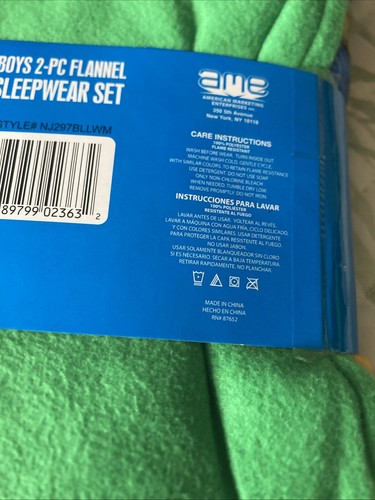 BOYS 2-PC FLANNEL
SLEEPWEAR SET
STYLE# NJ297BLLWM
89799 02363 2
ame
AMERICAN MARKETING
ENTERPRISES INC
350 5th Avenue
New York, NY 10118
CARE INSTRUCTIONS
100% POLYESTER
FLAME RESISTANT
WASH BEFORE WEAR. TURN INSIDE OUT
MACHINE WASH COLD, GENTLE CYCLE
WITH SIMILAR COLORS. TO RETAIN FLAME RESISTANCE
USE DETERGENT. DO NOT USE SOAP
ONLY NON-CHLORINE BLEACH
WHEN NEEDED. TUMBLE DRY LOW
REMOVE PROMPTLY DO NOT IRON.
INSTRUCCIONES PARA LAVAR
100% POLIESTER
RESISTENTE AL FUEGO
LAVAR ANTES DE USAR. VOLTEAR AL REVÉS.
LAVAR A MÁQUINA CON AGUA FRÍA, CICLO DELICADO,
Y CON COLORES SIMILARES. USAR DETERGENTE
PARA PROTEGER LA CAPA RESISTENTE AL FUEGO
NO USAR JABON.
USAR SOLAMENTE BLANQUEADOR SIN CLORO
SI ES NECESARIO. SECAR A BAJA TEMPERATURA.
RETIRAR RAPIDAMENTE. NO PLANCHAR.
MADE IN CHINA
HECHO EN CHINA
RN# 87652